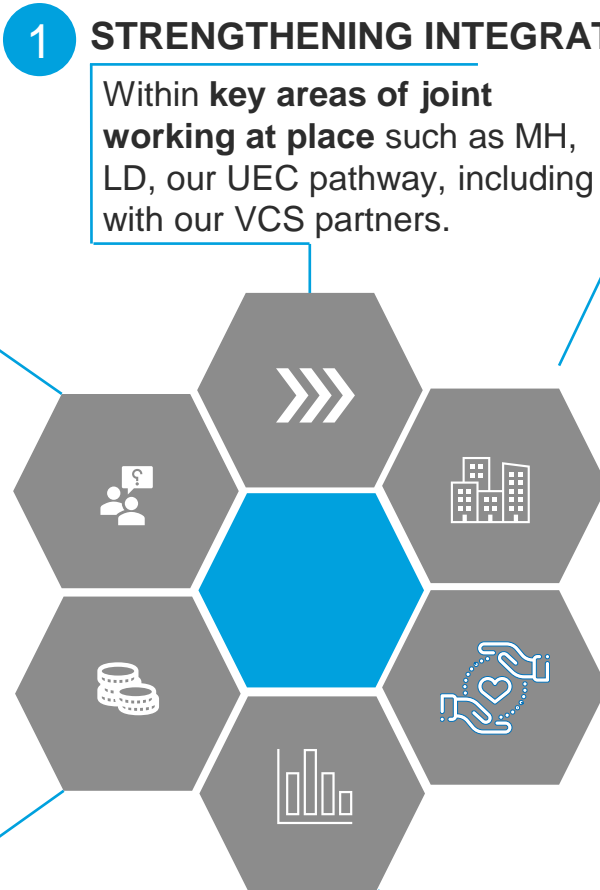 1
STRENGTHENING INTEGRAT
Within key areas of joint
working at place such as MH,
LD, our UEC pathway, including
with our VCS partners.
?